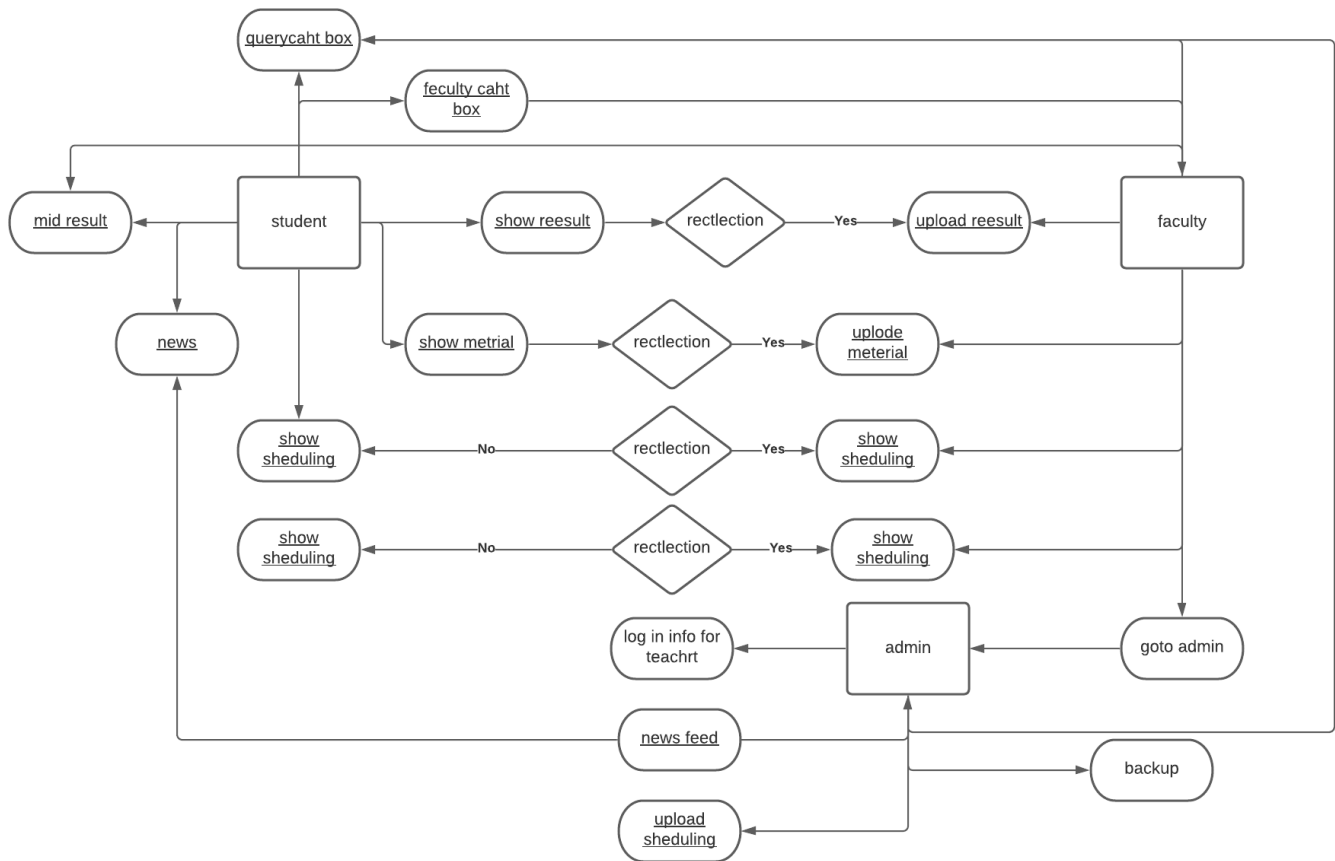 querycaht box
feculty caht
box
mid result
student
show reesult
rectlection
Yes
upload reesult
faculty
news
show metrial
rectlection
Yes
uplode
meterial
show
sheduling
No
rectlection
Yes
show
sheduling
show
sheduling
No
rectlection
Yes
show
sheduling
log in info for
teachrt
admin
goto admin
news feed
backup
upload
sheduling